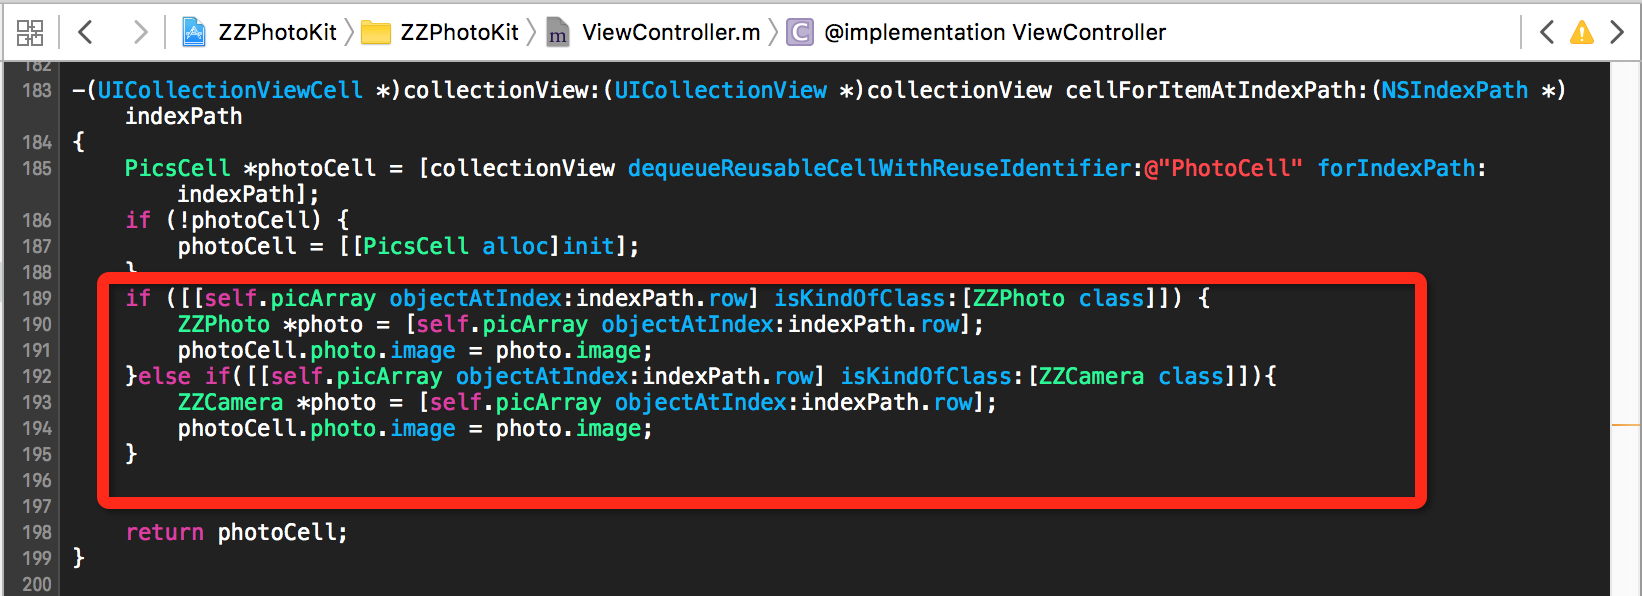 ZZPhotoKit ZZPhotoKit m ViewController.m C @implementation ViewController
182
183 -(UICollectionViewCell *)collectionView:(UICollectionView *)collectionView cellForItemAtIndexPath:(NSIndexPath *)
indexPath
184 {
185 PicsCell *photoCell = [collectionView dequeueReusableCellWithReuseIdentifier:@"PhotoCell" forIndexPath:
indexPath];
186 if (!photoCell) {
187 photoCell = [[PicsCell alloc]init];
188 }
189 if ([[self.picArray objectAtIndex:indexPath.row] isKindOfClass:[ZZPhoto class]]) {
190 ZZPhoto *photo = [self.picArray objectAtIndex:indexPath.row];
191 photoCell.photo.image = photo.image;
192 }else if([[self.picArray objectAtIndex:indexPath.row] isKindOfClass:[ZZCamera class]]){
193 ZZCamera *photo = [self.picArray objectAtIndex:indexPath.row];
194 photoCell.photo.image = photo.image;
195 }
196
197
198 return photoCell;
199 }
200